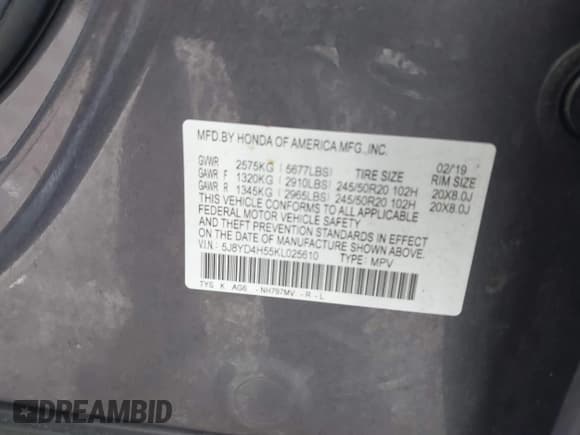 MFD.BY HONDA OF AMERICA MFG.,INC.
02/'19
GVWR 2575KG ( 5677LBS) TIRE SIZE RIM SIZE
GAWR F 1320KG ( 2910LBS) 245/50R20 102H 20X8.0J
GAWR R 1345KG ( 2965LBS) 245/50R20 102H 20X8.0J
THIS VEHICLE CONFORMS TO ALL APPLICABLE
FEDERAL MOTOR VEHICLE SAFETY, BUMPER,
AND THEFT PREVENTION STANDARDS IN EFFECT
ON THE DATE OF MANUFACTURE SHOWN ABOVE.
V.I.N.: 5J8YD4H55KL025610 TYPE: MPV
TYS K AG6 - NH797MV - R - L
DREAMBID